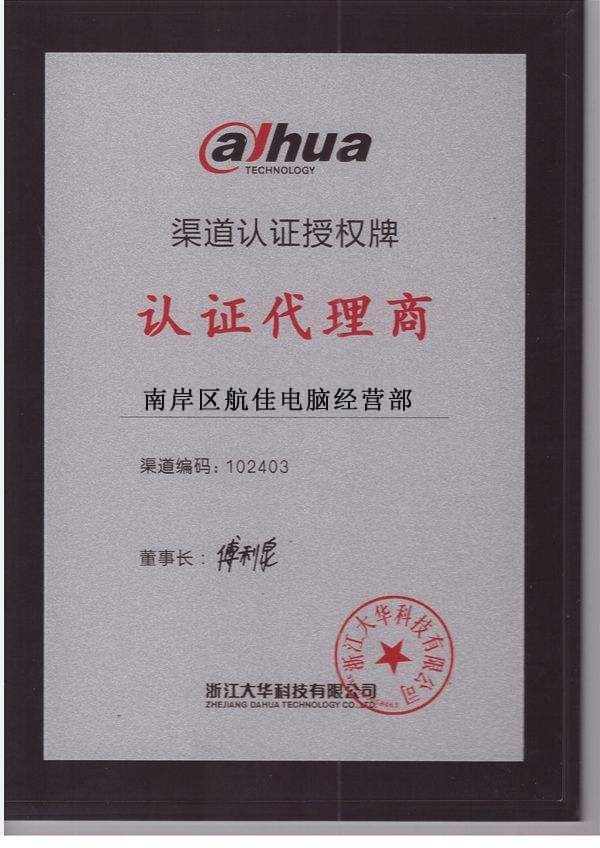 alhua
TECHNOLOGY
渠道认证授权牌
认证代理商
南岸区航佳电脑经营部
渠道编码：102403
董事长：傅利泉
浙江大华科技有限公司
浙江大华科技有限公司
ZHEJIANG DAHUA TECHNOLOGY CO.,LTD.